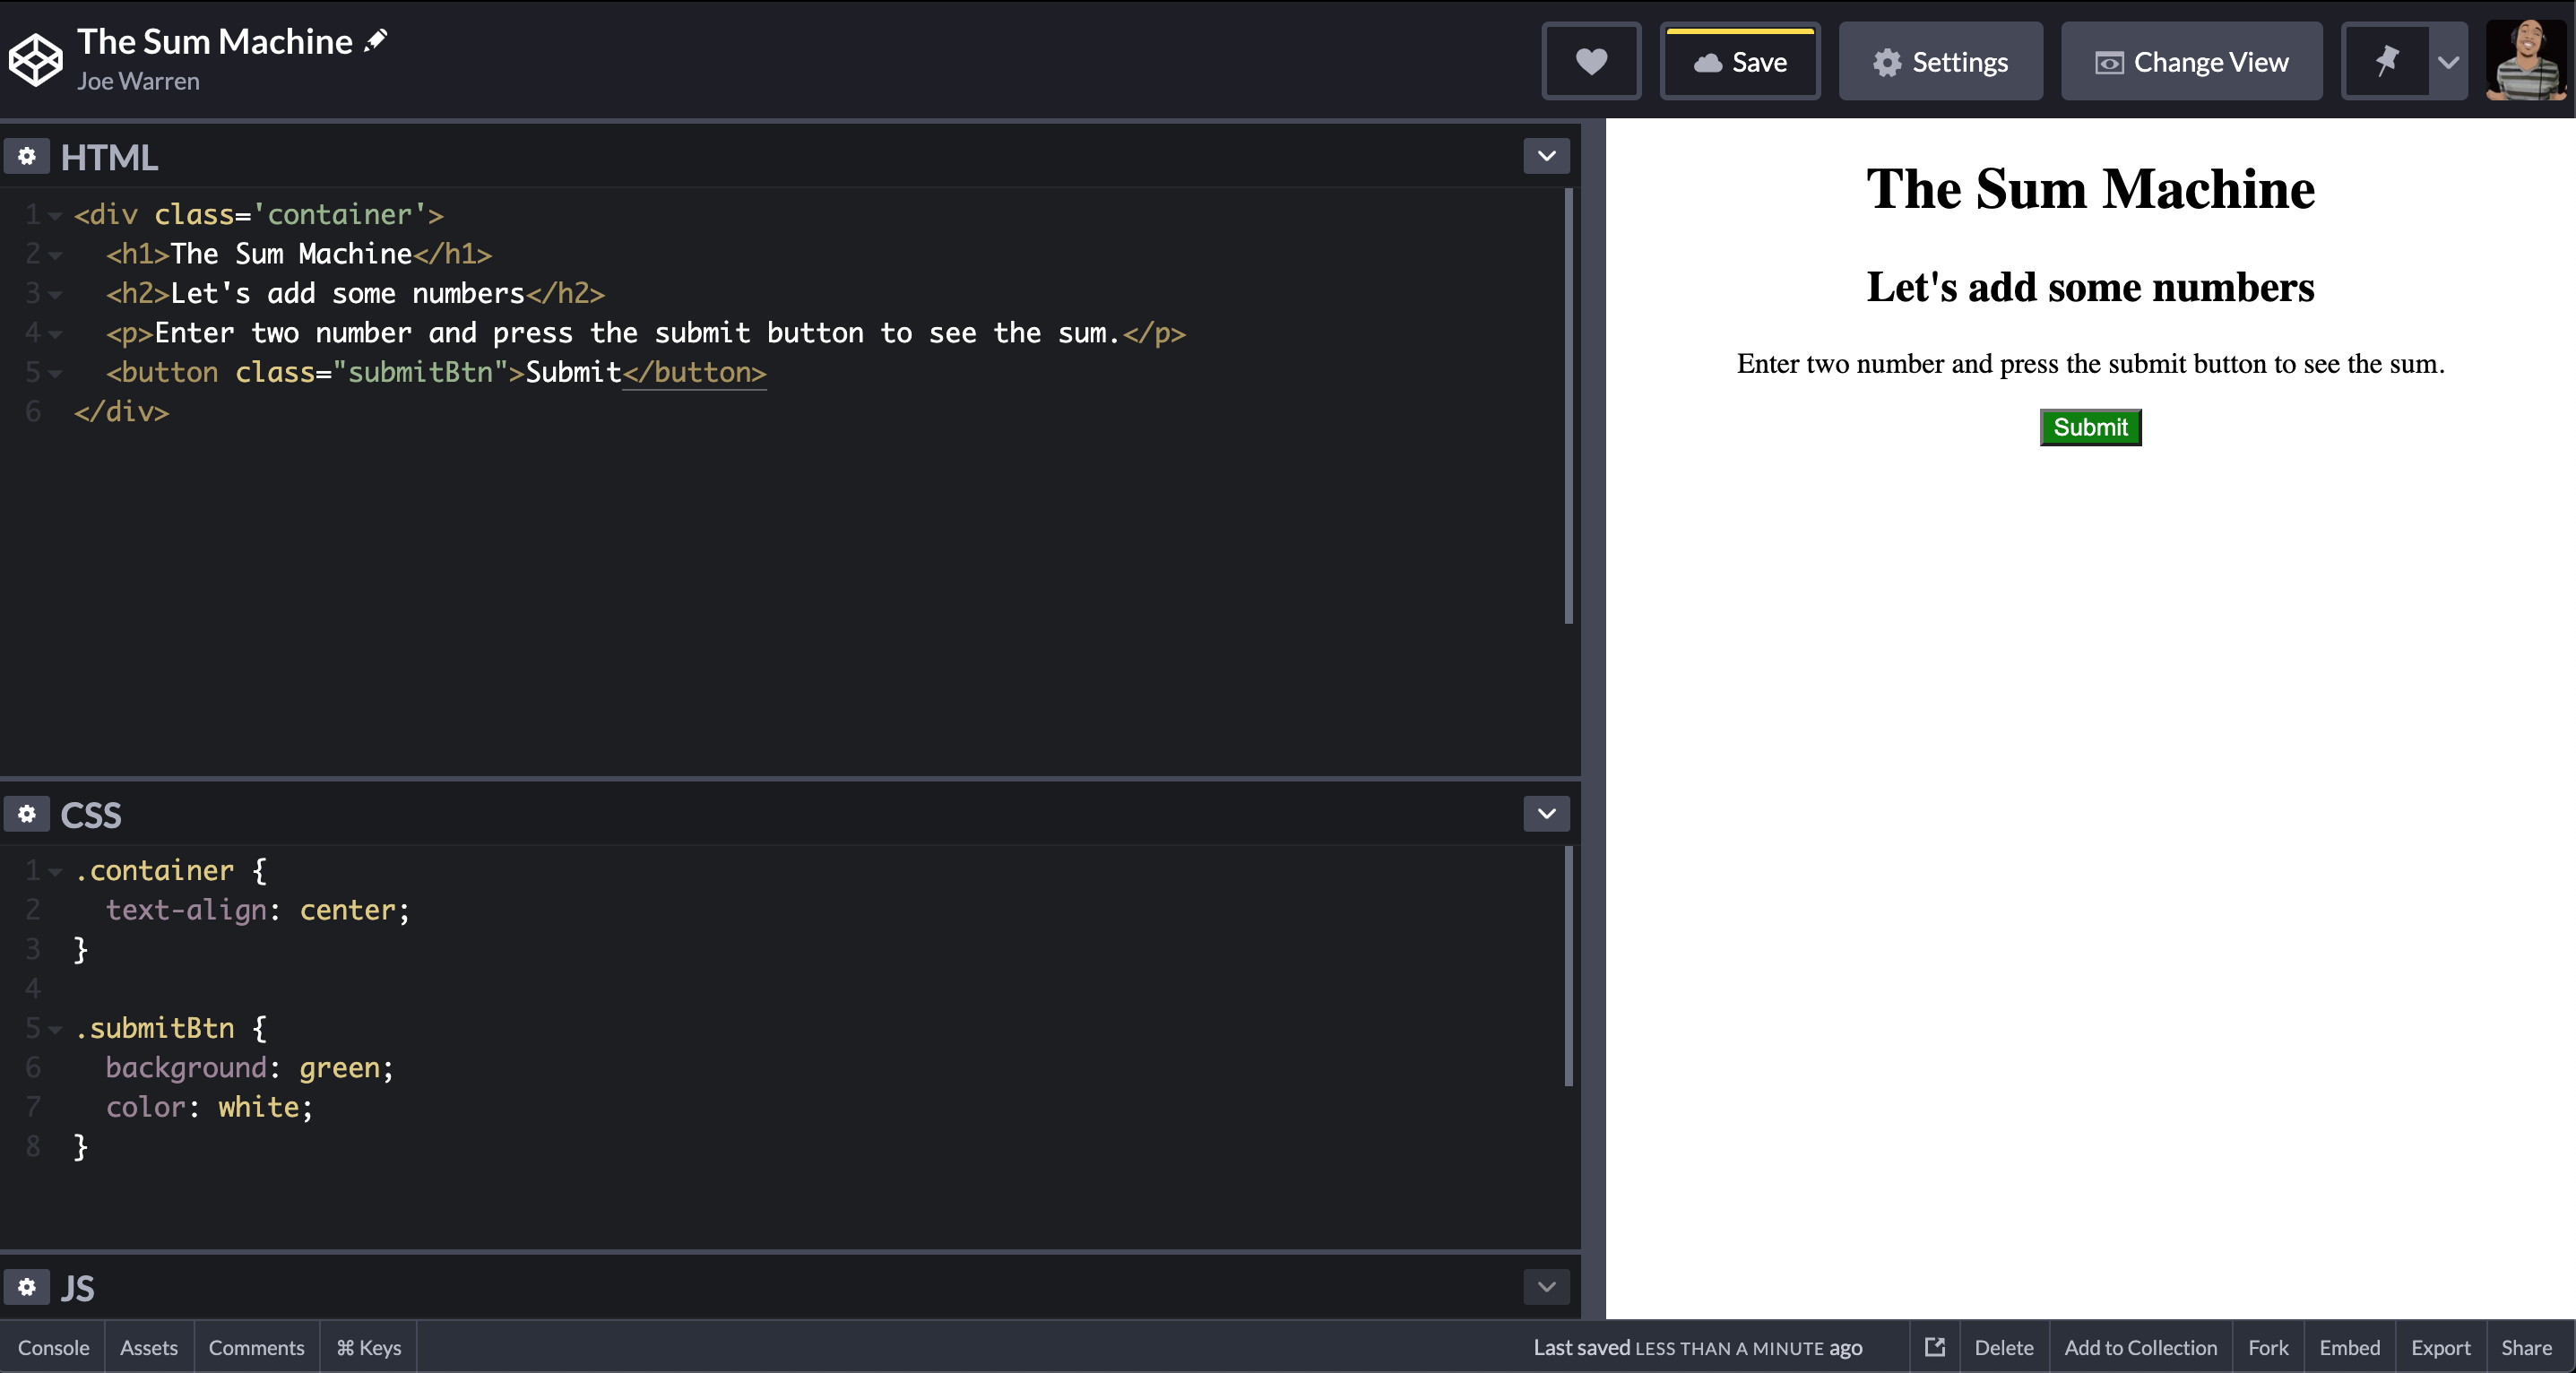 The Sum Machine
Joe Warren
Save
Settings
Change View
HTML
1 <div class='container'>
2 <h1>The Sum Machine</h1>
3 <h2>Let's add some numbers</h2>
4 <p>Enter two number and press the submit button to see the sum.</p>
5 <button class="submitBtn">Submit</button>
6 </div>
CSS
1 .container {
2 text-align: center;
3 }
4
5 .submitBtn {
6 background: green;
7 color: white;
8 }
JS
The Sum Machine
Let's add some numbers
Enter two number and press the submit button to see the sum.
Submit
Console
Assets
Comments
⌘ Keys
Last saved LESS THAN A MINUTE ago
Delete
Add to Collection
Fork
Embed
Export
Share